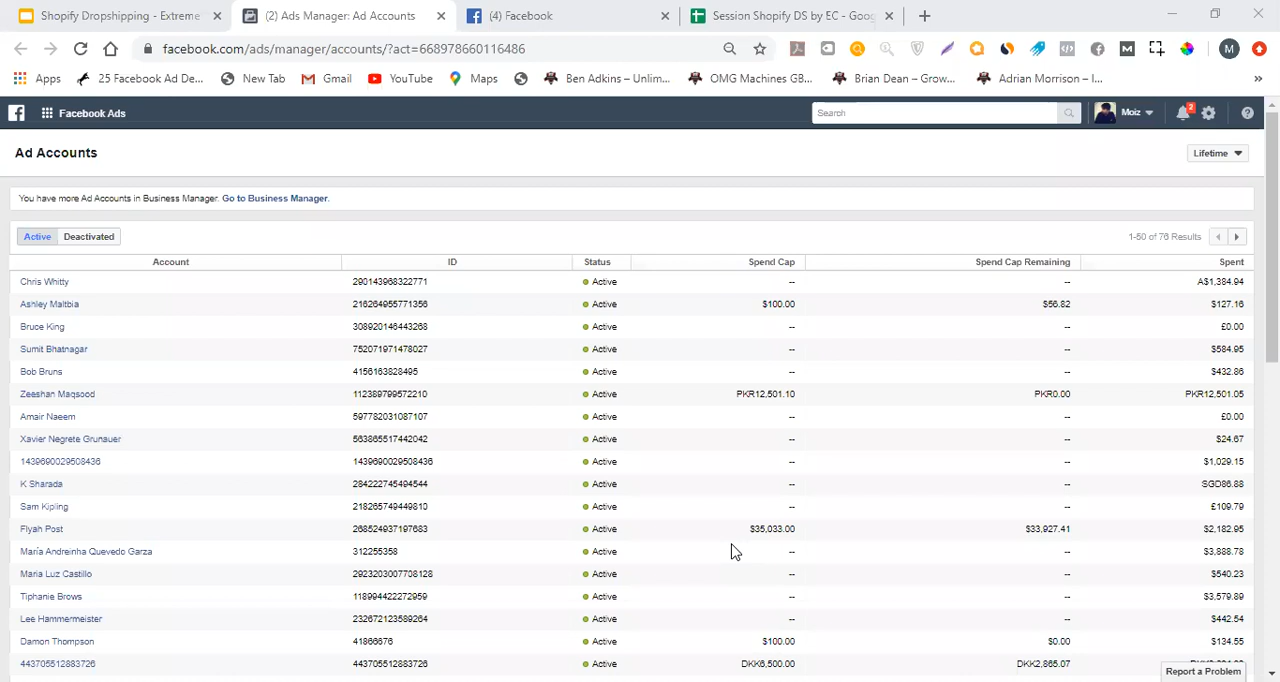 Shopify Dropshipping - Extreme × (2) Ads Manager: Ad Accounts × (4) Facebook × Session Shopify DS by EC - Goog ×
facebook.com/ads/manager/accounts/?act=668978660116486
Apps 25 Facebook Ad De... New Tab Gmail YouTube Maps Ben Adkins – Unlim... OMG Machines GB... Brian Dean – Grow... Adrian Morrison – I...
Facebook Ads Search Moiz 2
Ad Accounts Lifetime
You have more Ad Accounts in Business Manager. Go to Business Manager.
Active Deactivated 1-50 of 76 Results
Account ID Status Spend Cap Spend Cap Remaining Spent
Chris Whitty 290143968322771 Active -- -- A$1,384.94
Ashley Maltbia 216264955771356 Active $100.00 $56.82 $127.16
Bruce King 308920146443268 Active -- -- £0.00
Sumit Bhatnagar 752071971478027 Active -- -- $584.95
Bob Bruns 4156163828495 Active -- -- $432.86
Zeeshan Maqsood 112389799572210 Active PKR12,501.10 PKR0.00 PKR12,501.05
Amair Naeem 597782031087107 Active -- -- £0.00
Xavier Negrete Grunauer 563865517442042 Active -- -- $24.67
1439690029508436 1439690029508436 Active -- -- $1,029.15
K Sharada 284222745494544 Active -- -- SGD86.88
Sam Kipling 218265749449810 Active -- -- £109.79
Flyah Post 268524937197683 Active $35,033.00 $33,927.41 $2,182.95
María Andreinha Quevedo Garza 312255358 Active -- -- $3,888.78
Maria Luz Castillo 2923203007708128 Active -- -- $540.23
Tiphanie Brows 118994422272959 Active -- -- $3,579.89
Lee Hammermeister 232672123589264 Active -- -- $442.54
Damon Thompson 41866676 Active $100.00 $0.00 $134.55
443705512883726 443705512883726 Active DKK6,500.00 DKK2,865.07
Report a Problem